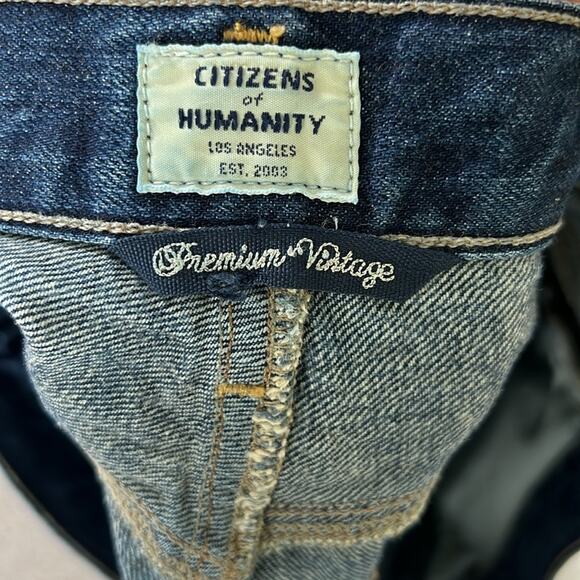 CITIZENS
of
HUMANITY
LOS ANGELES
EST. 2003
Premium Vintage